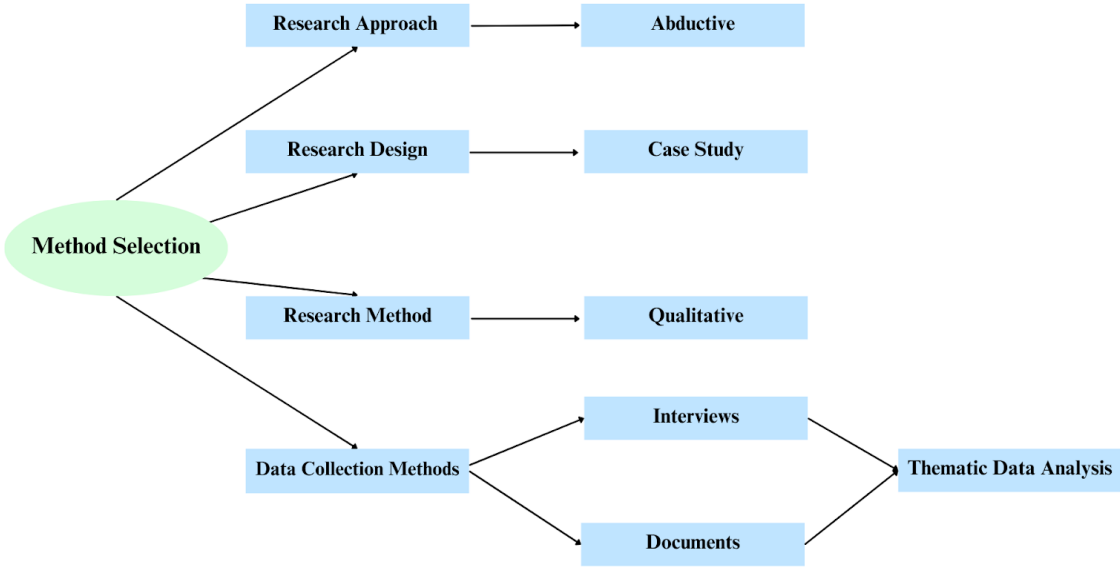 Research Approach
Abductive
Research Design
Case Study
Method Selection
Research Method
Qualitative
Interviews
Data Collection Methods
Thematic Data Analysis
Documents